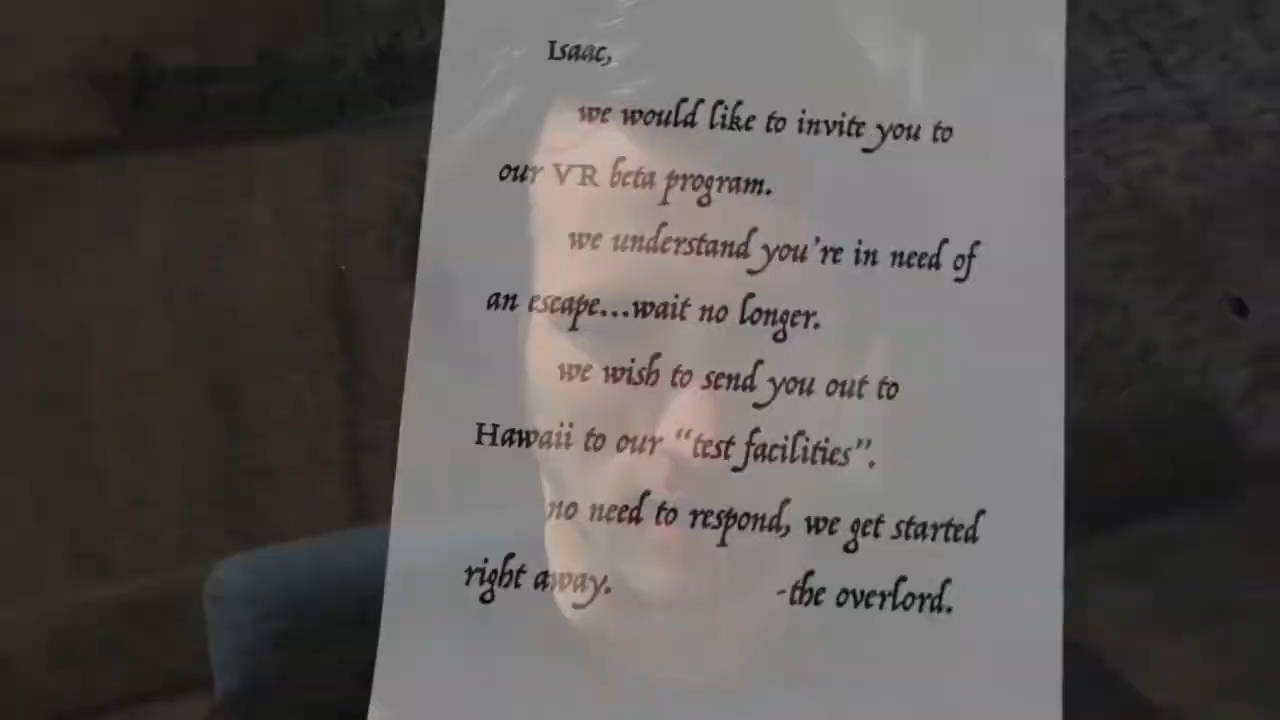 Isaac,
we would like to invite you to
our VR beta program.
we understand you're in need of
an escape...wait no longer.
we wish to send you out to
Hawaii to our “test facilities”.
no need to respond, we get started
right away. -the overlord.